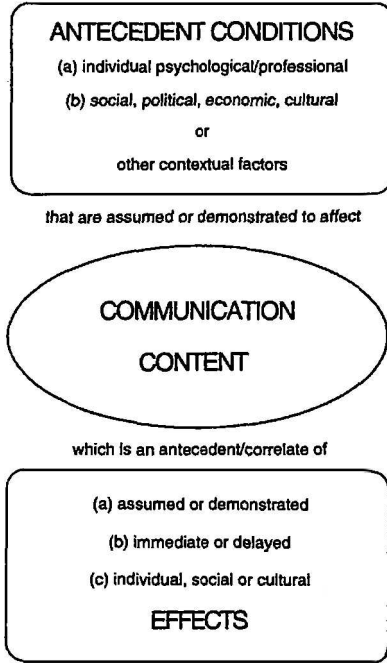 ANTECEDENT CONDITIONS
(a) individual psychological/professional
(b) social, political, economic, cultural
or
other contextual factors
that are assumed or demonstrated to affect
COMMUNICATION
CONTENT
which is an antecedent/correlate of
(a) assumed or demonstrated
(b) immediate or delayed
(c) individual, social or cultural
EFFECTS